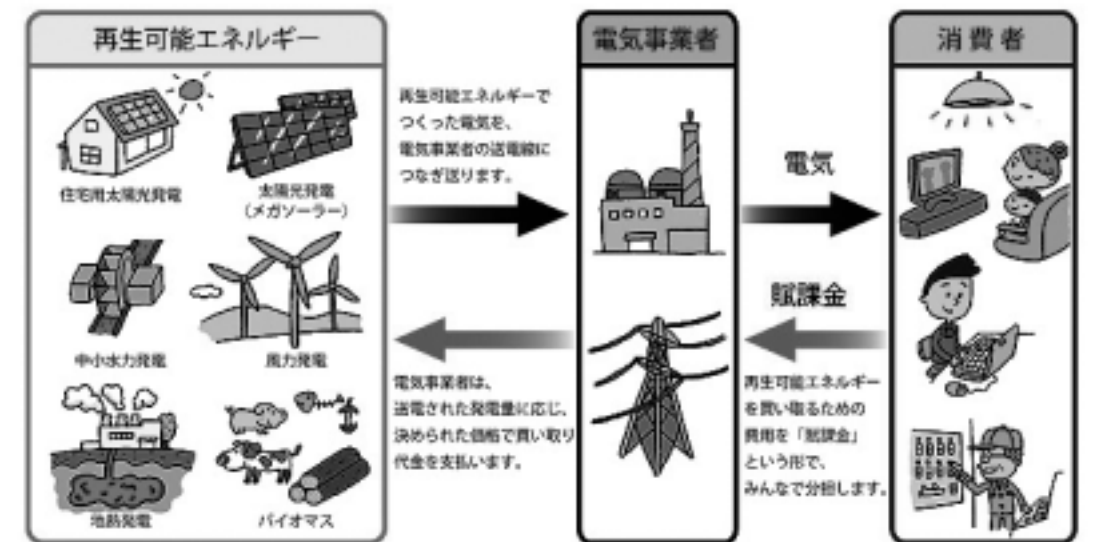 再生可能エネルギー
住宅用太陽光発電
太陽光発電
（メガソーラー）
中小水力発電
風力発電
地熱発電
バイオマス
再生可能エネルギーで
つくった電気を、
電気事業者の送電線に
つなぎ送ります。
電気事業者は、
送電された発電量に応じ、
決められた価格で買い取り
代金を支払います。
電気事業者
電気
賦課金
再生可能エネルギー
を買い取るための
費用を「賦課金」
という形で、
みんなで分担します。
消費者